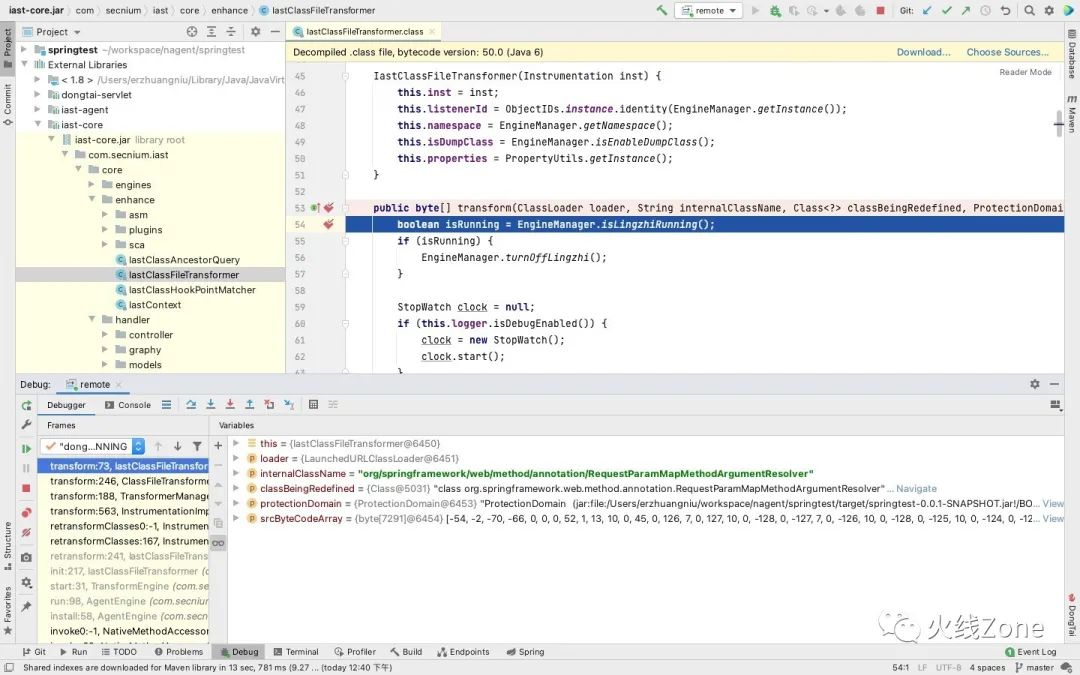 iast-core.jar com secnium iast core enhance IastClassFileTransformer
remote Git:
Project
IastClassFileTransformer.class
springtest ~/workspace/nagent/springtest
External Libraries
< 1.8 > /Users/erzhuangniu/Library/Java/JavaVirt
dongtai-servlet
iast-agent
iast-core
iast-core.jar library root
com.secnium.iast
core
engines
enhance
asm
plugins
sca
IastClassAncestorQuery
IastClassFileTransformer
IastClassHookPointMatcher
IastContext
handler
controller
graphy
models
Decompiled .class file, bytecode version: 50.0 (Java 6) Download... Choose Sources...
Reader Mode
45 IastClassFileTransformer(Instrumentation inst) {
46 this.inst = inst;
47 this.listenerId = ObjectIDs.instance.identity(EngineManager.getInstance());
48 this.namespace = EngineManager.getNamespace();
49 this.isDumpClass = EngineManager.isEnableDumpClass();
50 this.properties = PropertyUtils.getInstance();
51 }
52
53 public byte[] transform(ClassLoader loader, String internalClassName, Class<?> classBeingRedefined, ProtectionDomai
54 boolean isRunning = EngineManager.isLingzhiRunning();
55 if (isRunning) {
56 EngineManager.turnOffLingzhi();
57 }
58
59 StopWatch clock = null;
60 if (this.logger.isDebugEnabled()) {
61 clock = new StopWatch();
62 clock.start();
63 }
Project
Commit
Structure
Favorites
Database
Maven
DongTai
Debug: remote
Debugger Console
Frames Variables
"dong...NNING
transform:73, IastClassFileTransfor
transform:246, ClassFileTransforme
transform:188, TransformerManage
transform:563, InstrumentationImp
retransformClasses0:-1, Instrumen
retransformClasses:167, Instrument
retransform:241, IastClassFileTrans
init:217, IastClassFileTransformer (c
start:31, TransformEngine (com.sec
run:98, AgentEngine (com.secnium
install:58, AgentEngine (com.secni
invoke0:-1, NativeMethodAccessor
this = {IastClassFileTransformer@6450}
loader = {LaunchedURLClassLoader@6451}
internalClassName = "org/springframework/web/method/annotation/RequestParamMapMethodArgumentResolver"
classBeingRedefined = {Class@5031} "class org.springframework.web.method.annotation.RequestParamMapMethodArgumentResolver" ... Navigate
protectionDomain = {ProtectionDomain@6453} "ProtectionDomain (jar:file:/Users/erzhuangniu/workspace/nagent/springtest/target/springtest-0.0.1-SNAPSHOT.jar!/BO... View
srcByteCodeArray = {byte[7291]@6454} [-54, -2, -70, -66, 0, 0, 0, 52, 1, 13, 10, 0, 45, 0, 126, 7, 0, 127, 10, 0, -128, 0, -127, 7, 0, -126, 10, 0, -128, 0, -125, 10, 0, -124, 0, -12... View
火线Zone
Git Run TODO Problems Debug Terminal Profiler Build Endpoints Spring Event Log
Shared indexes are downloaded for Maven library in 13 sec, 781 ms (9.27 ... (today 12:40 下午) 54:1 LF UTF-8 4 spaces master